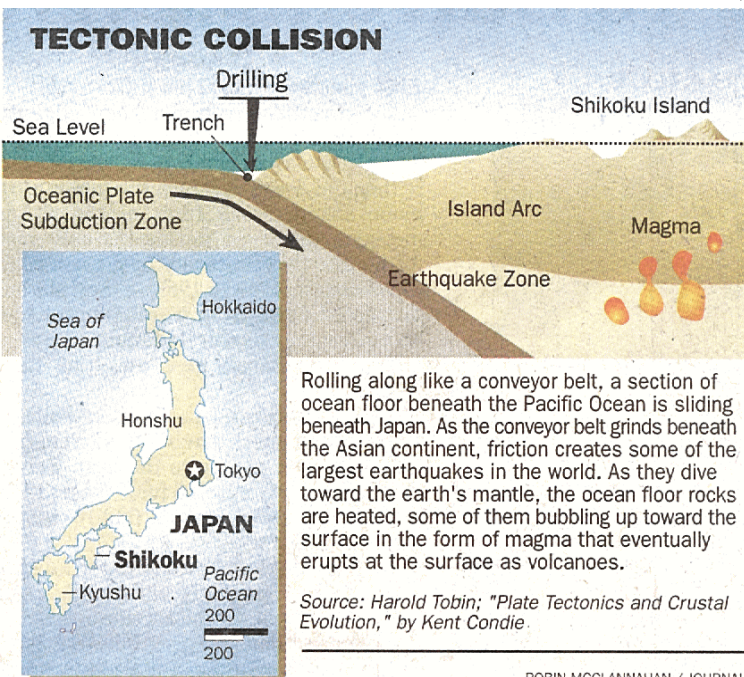 TECTONIC COLLISION
Drilling
Shikoku Island
Sea Level
Trench
Oceanic Plate
Subduction Zone
Island Arc
Magma
Earthquake Zone
Hokkaido
Sea of
Japan
Honshu
Tokyo
JAPAN
Shikoku
Kyushu
Pacific
Ocean
200
200
Rolling along like a conveyor belt, a section of
ocean floor beneath the Pacific Ocean is sliding
beneath Japan. As the conveyor belt grinds beneath
the Asian continent, friction creates some of the
largest earthquakes in the world. As they dive
toward the earth's mantle, the ocean floor rocks
are heated, some of them bubbling up toward the
surface in the form of magma that eventually
erupts at the surface as volcanoes.
Source: Harold Tobin; "Plate Tectonics and Crustal
Evolution," by Kent Condie